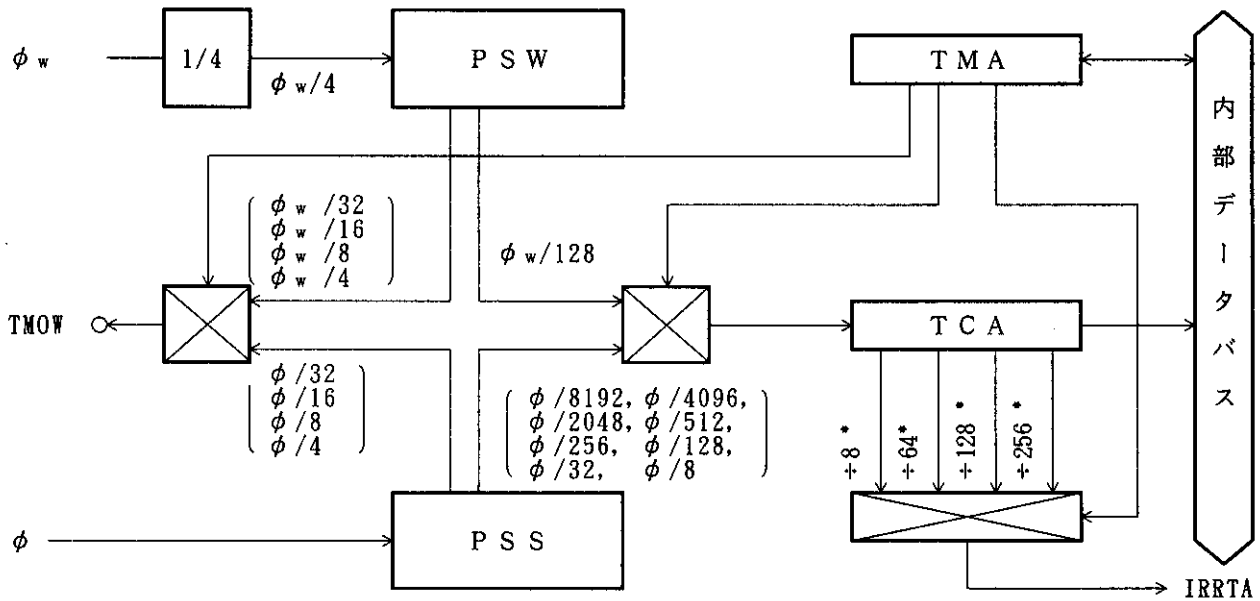 φw
1/4
φw/4
PSW
TMA
φw /32
φw /16
φw /8
φw /4
φw/128
TMOW
TCA
φ/32
φ/16
φ/8
φ/4
φ/8192, φ/4096,
φ/2048, φ/512,
φ/256, φ/128,
φ/32, φ/8
÷8*
÷64*
÷128*
÷256*
φ
PSS
IRRTA
内部データバス